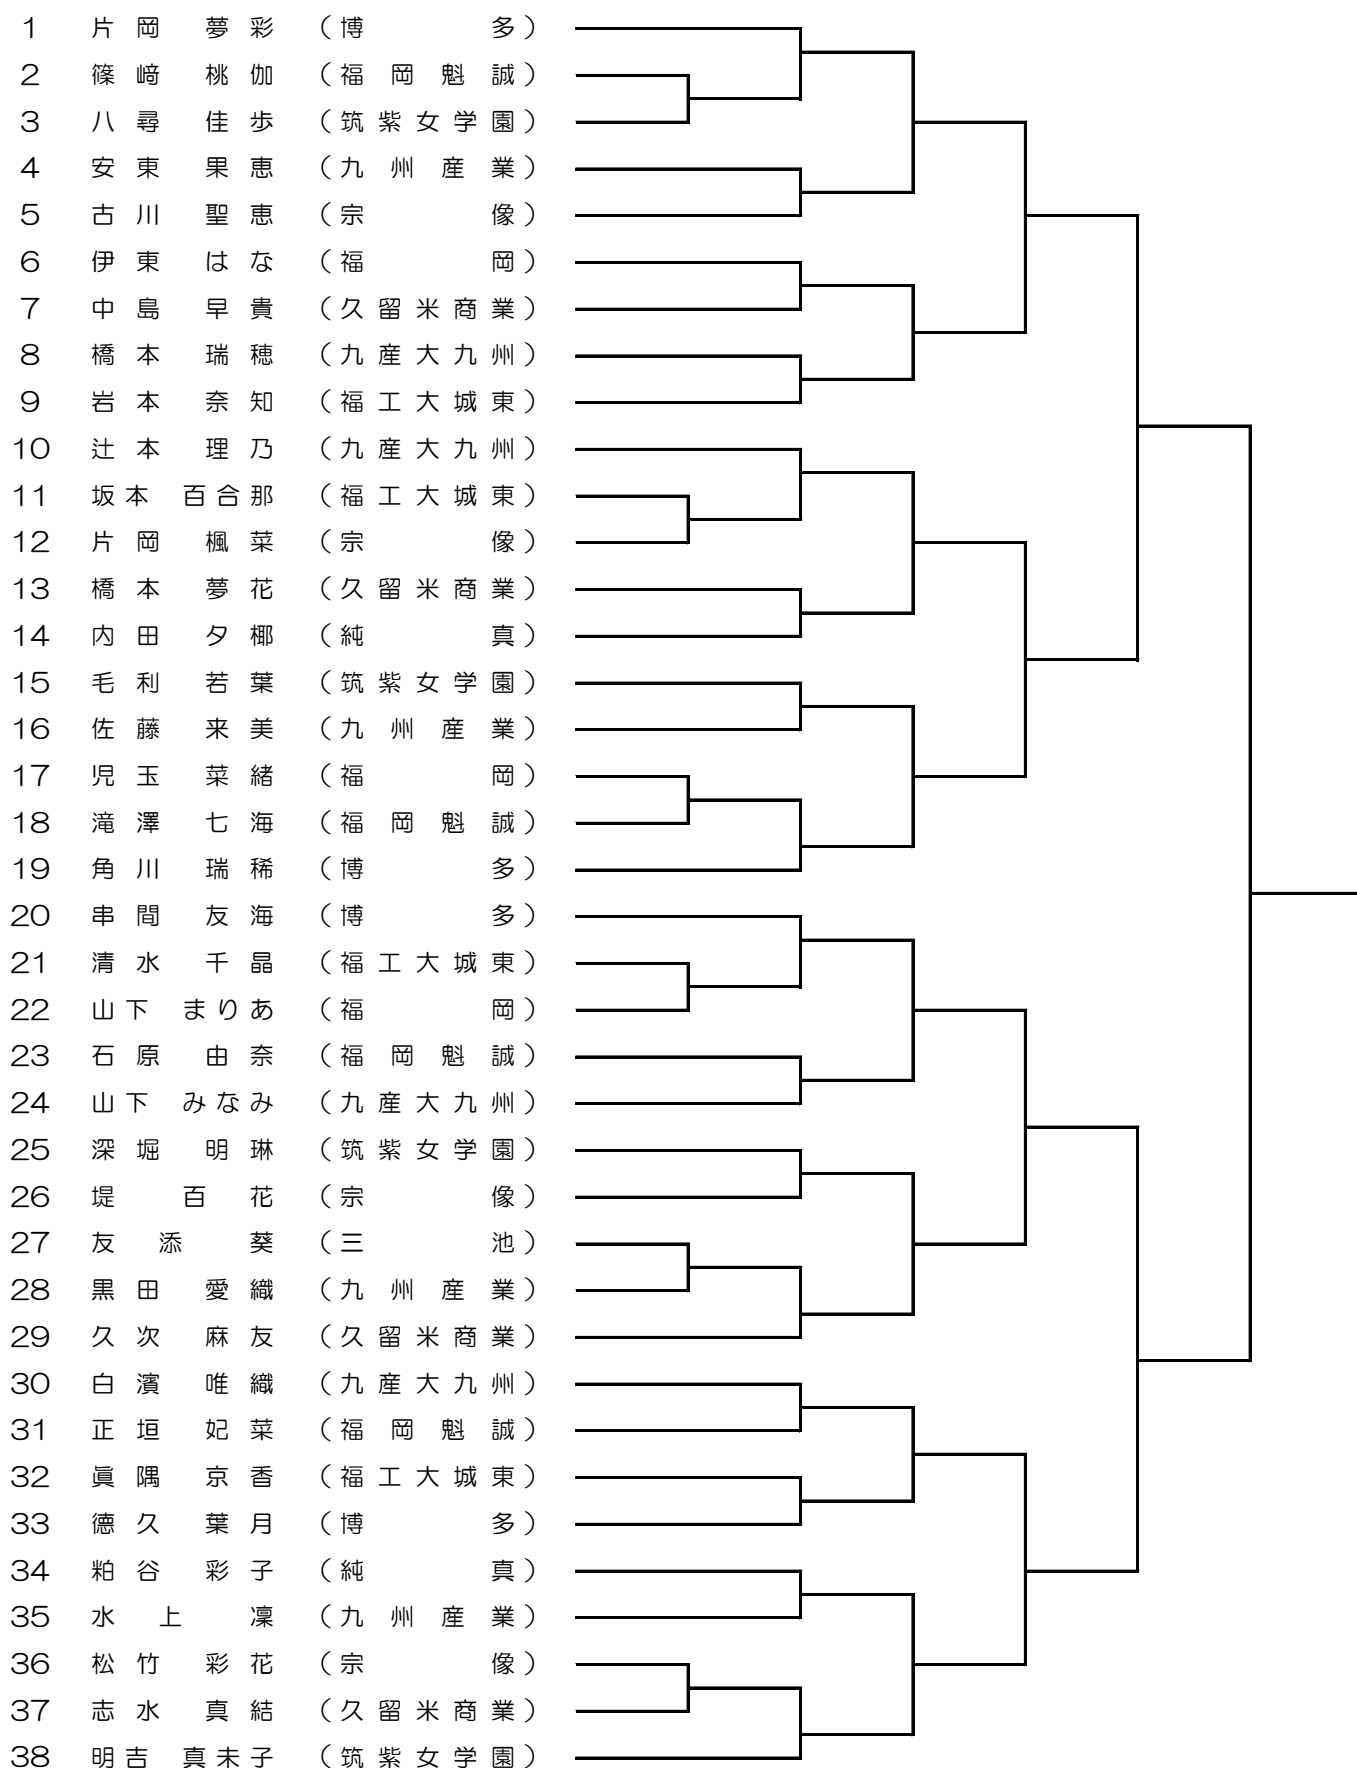 1 片岡 夢彩 (博多)
2 篠﨑 桃伽 (福岡魁誠)
3 八尋 佳歩 (筑紫女学園)
4 安東 果恵 (九州産業)
5 古川 聖恵 (宗像)
6 伊東 はな (福岡)
7 中島 早貴 (久留米商業)
8 橋本 瑞穂 (九産大九州)
9 岩本 奈知 (福工大城東)
10 辻本 理乃 (九産大九州)
11 坂本 百合那 (福工大城東)
12 片岡 楓菜 (宗像)
13 橋本 夢花 (久留米商業)
14 内田 夕椰 (純真)
15 毛利 若葉 (筑紫女学園)
16 佐藤 来美 (九州産業)
17 児玉 菜緒 (福岡)
18 滝澤 七海 (福岡魁誠)
19 角川 瑞稀 (博多)
20 串間 友海 (博多)
21 清水 千晶 (福工大城東)
22 山下 まりあ (福岡)
23 石原 由奈 (福岡魁誠)
24 山下 みなみ (九産大九州)
25 深堀 明琳 (筑紫女学園)
26 堤 百花 (宗像)
27 友添 葵 (三池)
28 黒田 愛織 (九州産業)
29 久次 麻友 (久留米商業)
30 白濱 唯織 (九産大九州)
31 正垣 妃菜 (福岡魁誠)
32 眞隅 京香 (福工大城東)
33 德久 葉月 (博多)
34 粕谷 彩子 (純真)
35 水上 凜 (九州産業)
36 松竹 彩花 (宗像)
37 志水 真結 (久留米商業)
38 明吉 真未子 (筑紫女学園)